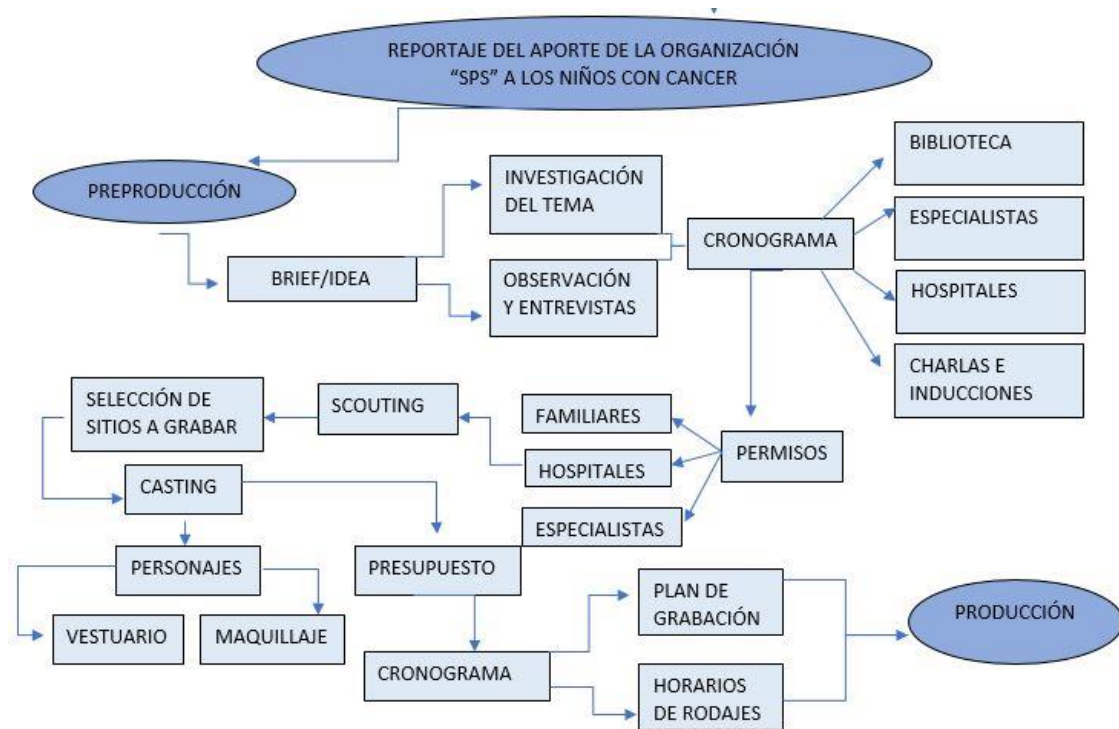 REPORTAJE DEL APORTE DE LA ORGANIZACIÓN
“SPS” A LOS NIÑOS CON CANCER
PREPRODUCCIÓN
BRIEF/IDEA
INVESTIGACIÓN
DEL TEMA
OBSERVACIÓN
Y ENTREVISTAS
CRONOGRAMA
BIBLIOTECA
ESPECIALISTAS
HOSPITALES
CHARLAS E
INDUCCIONES
PERMISOS
FAMILIARES
HOSPITALES
ESPECIALISTAS
SCOUTING
SELECCIÓN DE
SITIOS A GRABAR
CASTING
PERSONAJES
VESTUARIO
MAQUILLAJE
PRESUPUESTO
CRONOGRAMA
PLAN DE
GRABACIÓN
HORARIOS
DE RODAJES
PRODUCCIÓN